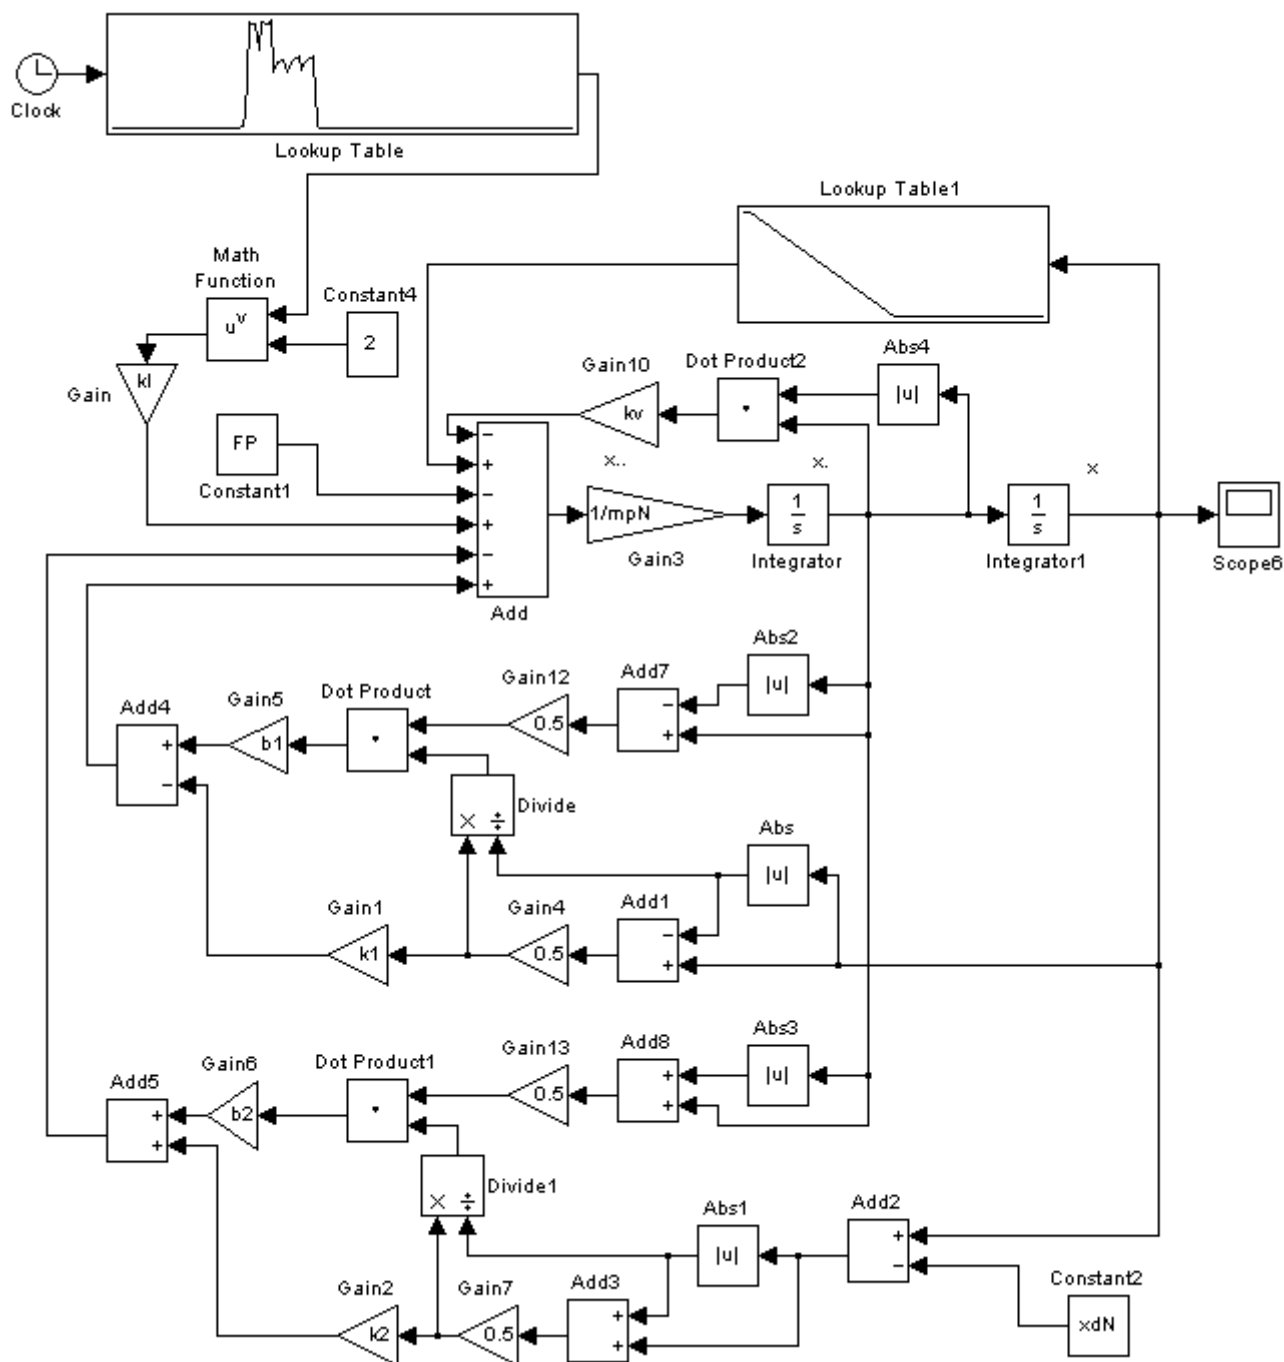 Clock
Lookup Table
Lookup Table1
Math
Function
Constant4
u^v
2
Gain
kl
Gain10
kv
Dot Product2
Abs4
|u|
FP
Constant1
−
+
−
+
−
+
Add
x..
1/mpN
Gain3
x.
1
s
Integrator
1
s
Integrator1
x
Scope6
Add4
+
−
Gain5
b1
Dot Product
Gain12
0.5
Add7
−
+
Abs2
|u|
× ÷
Divide
Abs
|u|
Gain1
k1
Gain4
0.5
Add1
−
+
Add5
+
+
Gain6
b2
Dot Product1
Gain13
0.5
Add8
+
+
Abs3
|u|
× ÷
Divide1
Abs1
|u|
Add2
+
−
Gain2
k2
Gain7
0.5
Add3
+
+
Constant2
xdN